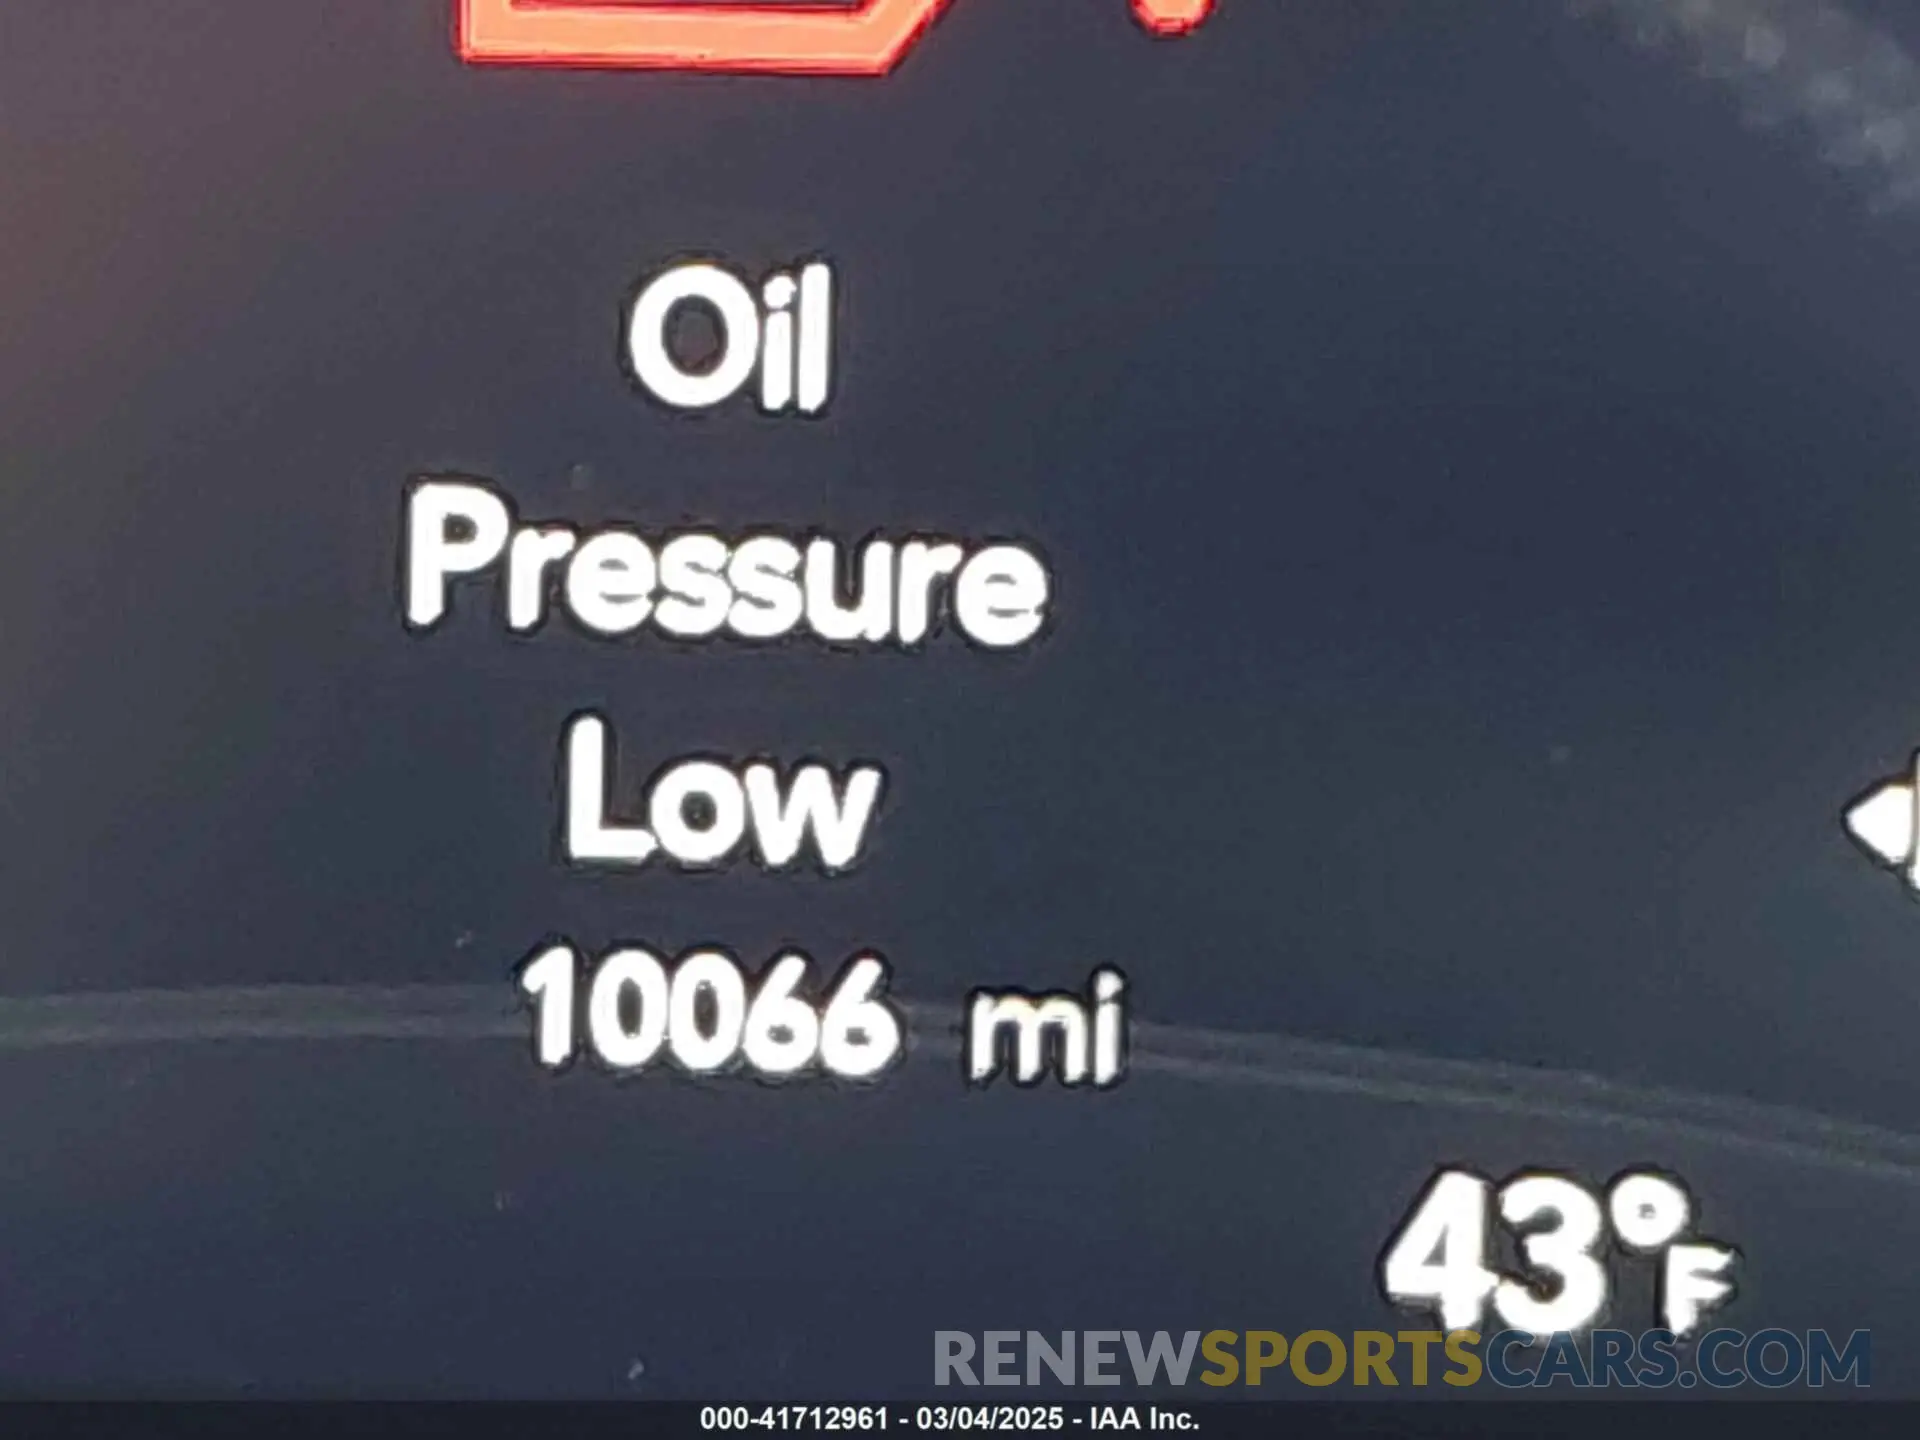 Oil
Pressure
Low
10066 mi
43°F
RENEWSPORTSCARS.COM
000-41712961 - 03/04/2025 - IAA Inc.